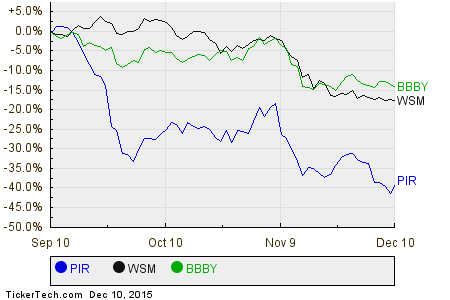 +5.0%
0.0%
-5.0%
-10.0%
-15.0%
-20.0%
-25.0%
-30.0%
-35.0%
-40.0%
-50.0%
BBBY
WSM
PIR
Sep 10 Oct 10 Nov 9 Dec 10
PIR WSM BBBY
TickerTech.com Dec 10, 2015